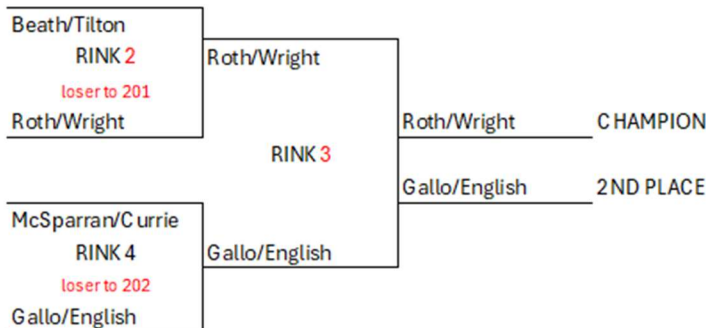 Beath/Tilton
RINK 2
loser to 201
Roth/Wright
Roth/Wright
RINK 3
Roth/Wright
CHAMPION
Gallo/English
2ND PLACE
McSparran/Currie
RINK 4
loser to 202
Gallo/English
Gallo/English